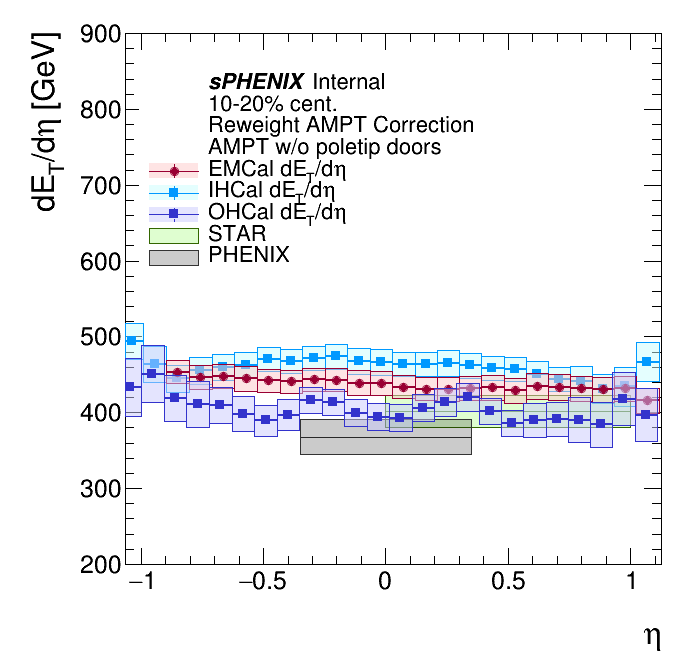 dE_T/dη [GeV]
900
800
700
600
500
400
300
200
sPHENIX Internal
10-20% cent.
Reweight AMPT Correction
AMPT w/o poletip doors
EMCal dE_T/dη
IHCal dE_T/dη
OHCal dE_T/dη
STAR
PHENIX
−1 −0.5 0 0.5 1
η